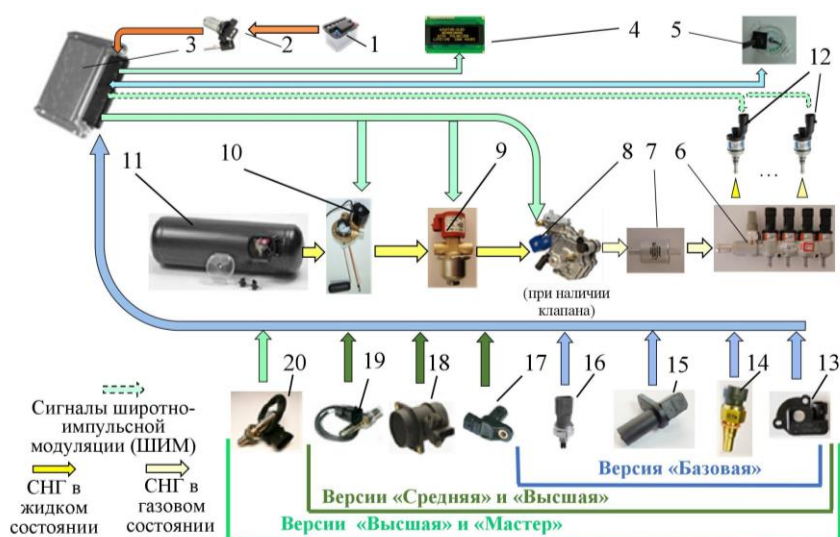 3 2 1 4 5
12
11 10 9 8 7 6
...
(при наличии
клапана)
20 19 18 17 16 15 14 13
Сигналы широтно-
импульсной
модуляции (ШИМ)
СНГ в
жидком
состоянии
СНГ в
газовом
состоянии
Версия «Базовая»
Версии «Средняя» и «Высшая»
Версии «Высшая» и «Мастер»